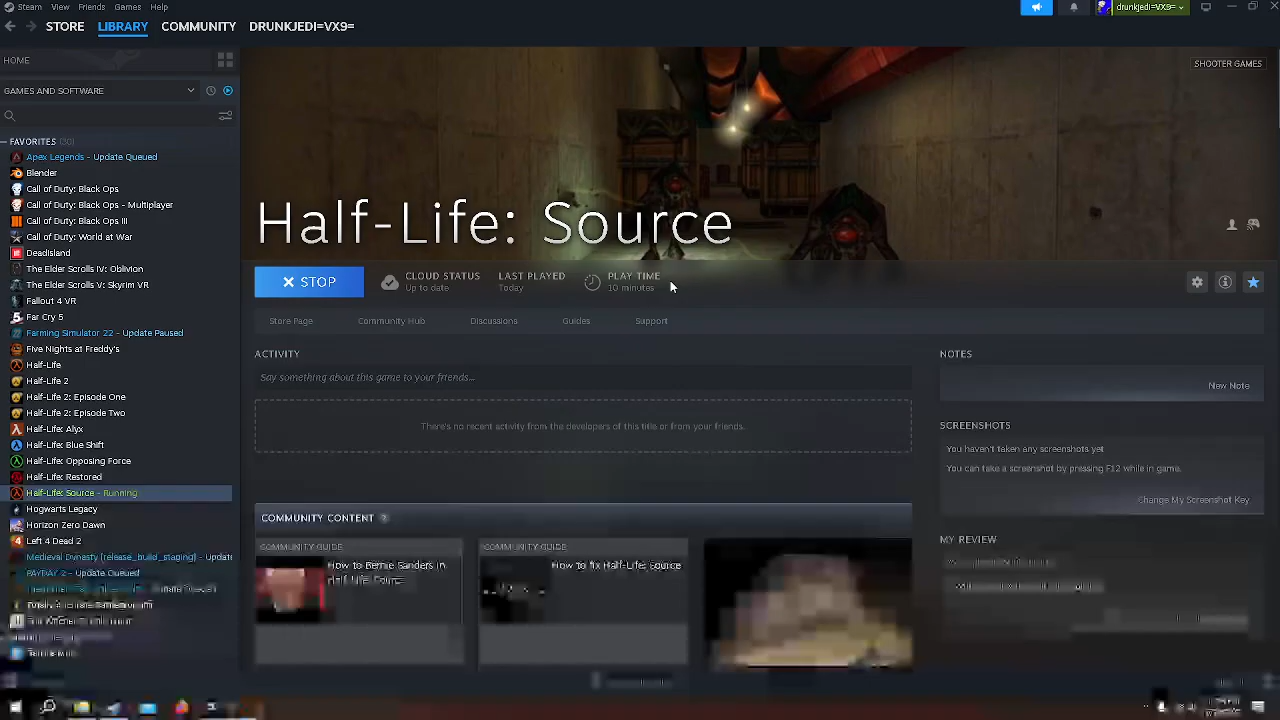 Steam View Friends Games Help
drunkjedi=VX9=
STORE LIBRARY COMMUNITY DRUNKJEDI=VX9=
HOME
SHOOTER GAMES
GAMES AND SOFTWARE
FAVORITES
Apex Legends - Update Queued
Blender
Call of Duty: Black Ops
Call of Duty: Black Ops - Multiplayer
Call of Duty: Black Ops III
Call of Duty: World at War
DeadIsland
The Elder Scrolls IV: Oblivion
The Elder Scrolls V: Skyrim VR
Fallout 4 VR
Far Cry 5
Farming Simulator 22 - Update Paused
Five Nights at Freddy's
Half-Life
Half-Life 2
Half-Life 2: Episode One
Half-Life 2: Episode Two
Half-Life: Alyx
Half-Life: Blue Shift
Half-Life: Opposing Force
Half-Life: Restored
Half-Life: Source - Running
Hogwarts Legacy
Horizon Zero Dawn
Left 4 Dead 2
Medieval Dynasty [release_build_staging] - Update
PAYDAY 2 - Update Queued
Half-Life: Source
STOP
CLOUD STATUS
Up to date
LAST PLAYED
Today
PLAY TIME
10 minutes
Store Page Community Hub Discussions Guides Support
ACTIVITY
Say something about this game to your friends...
There's no recent activity from the developers of this title or from your friends.
COMMUNITY CONTENT ?
COMMUNITY GUIDE
How to Bernie Sanders in
Half Life Source
COMMUNITY GUIDE
How to fix Half-Life: Source
NOTES
New Note
SCREENSHOTS
You haven't taken any screenshots yet
You can take a screenshot by pressing F12 while in game.
Change My Screenshot Key
MY REVIEW